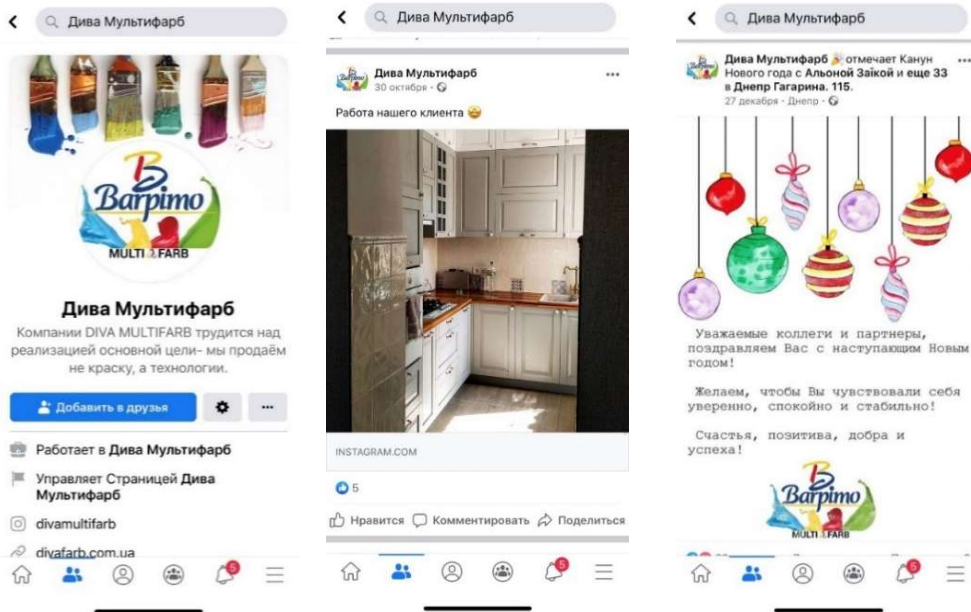 Дива Мультифарб
Barpimo
MULTI FARB
Дива Мультифарб
Компании DIVA MULTIFARB трудится над
реализацией основной цели- мы продаём
не краску, а технологии.
Добавить в друзья
Работает в Дива Мультифарб
Управляет Страницей Дива
Мультифарб
divamultifarb
divafarb.com.ua
5
Дива Мультифарб
Дива Мультифарб
30 октября
Работа нашего клиента
INSTAGRAM.COM
5
Нравится Комментировать Поделиться
5
Дива Мультифарб
Дива Мультифарб отмечает Канун
Нового года с Альоной Заїкой и еще 33
в Днепр Гагарина. 115.
27 декабря · Днепр
Уважаемые коллеги и партнеры,
поздравляем Вас с наступающим Новым
годом!
Желаем, чтобы Вы чувствовали себя
уверенно, спокойно и стабильно!
Счастья, позитива, добра и
успеха!
Barpimo
MULTI FARB
5